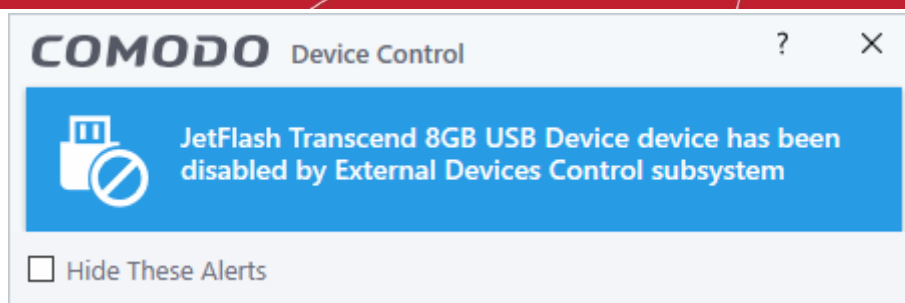 COMODO Device Control ?
JetFlash Transcend 8GB USB Device device has been
disabled by External Devices Control subsystem
Hide These Alerts